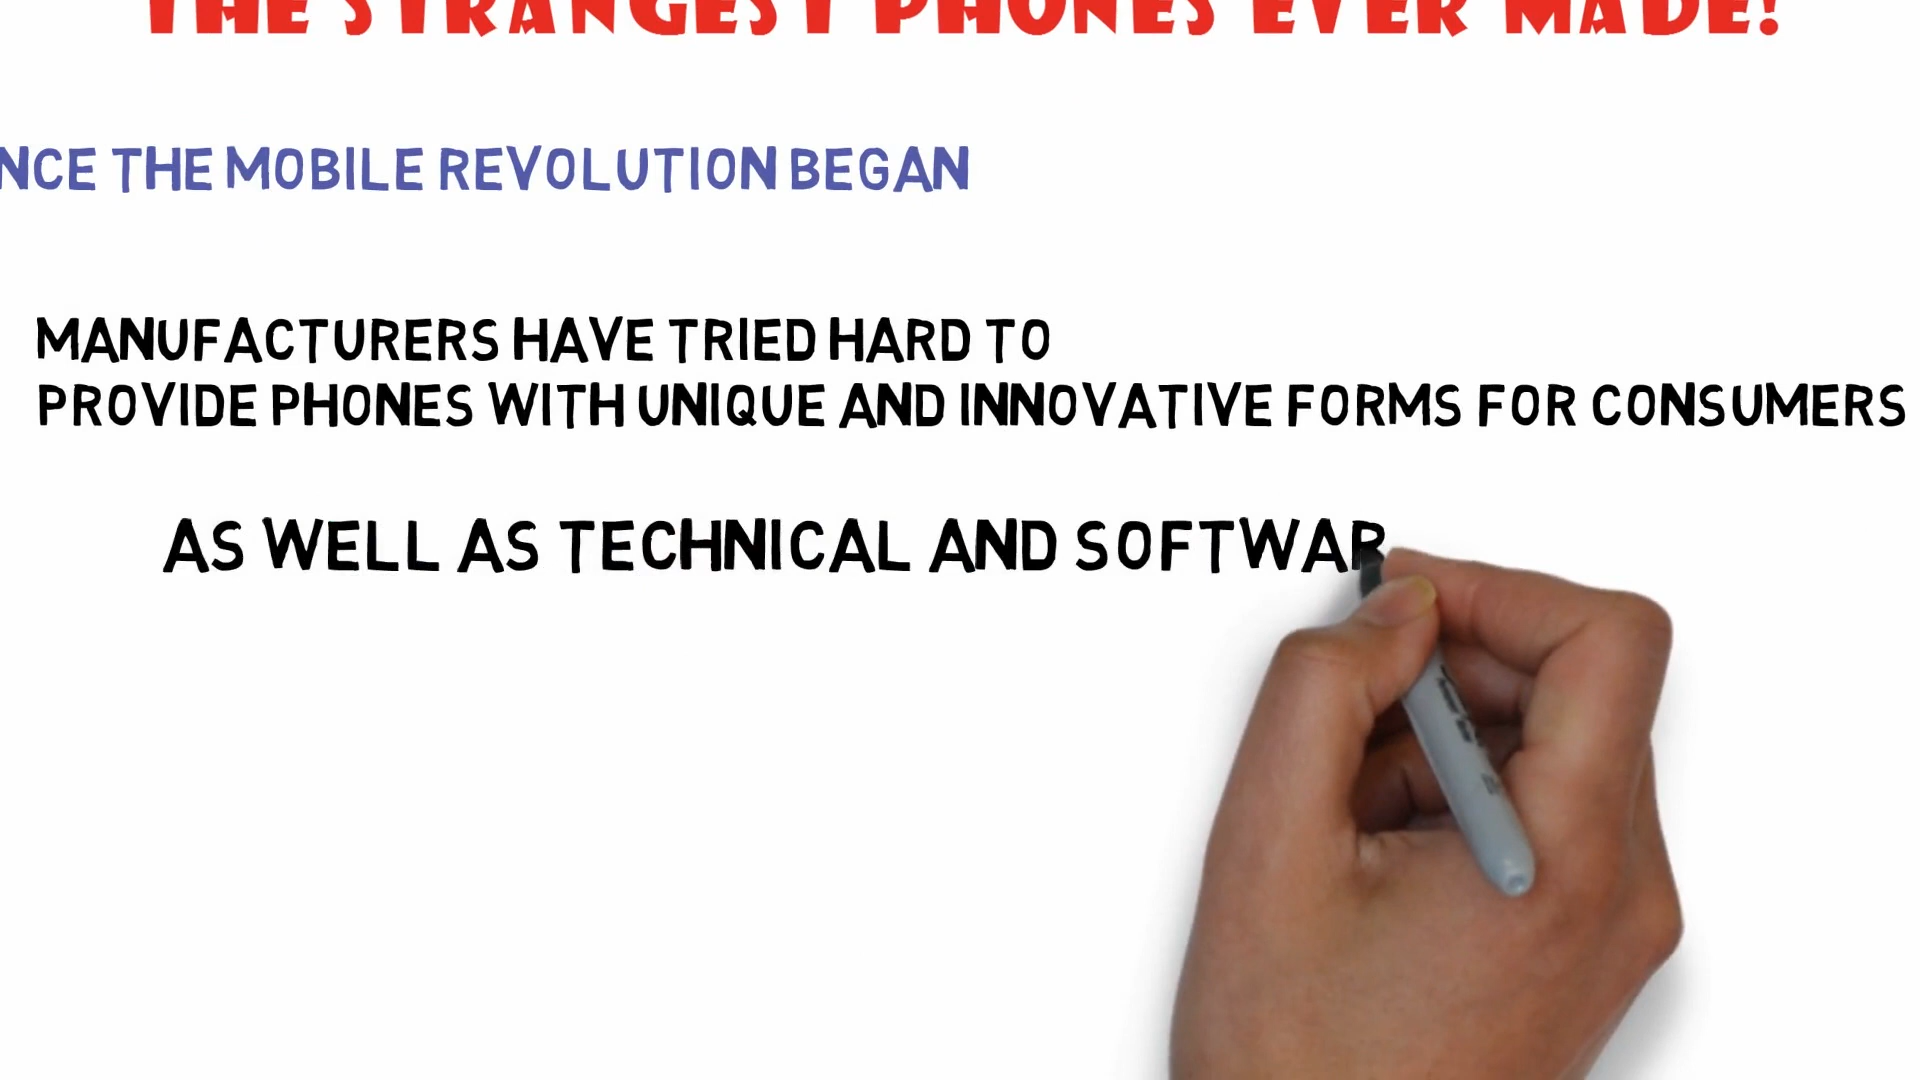 THE STRANGEST PHONES EVER MADE!
NCE THE MOBILE REVOLUTION BEGAN
MANUFACTURERS HAVE TRIED HARD TO
PROVIDE PHONES WITH UNIQUE AND INNOVATIVE FORMS FOR CONSUMERS
AS WELL AS TECHNICAL AND SOFTWAR